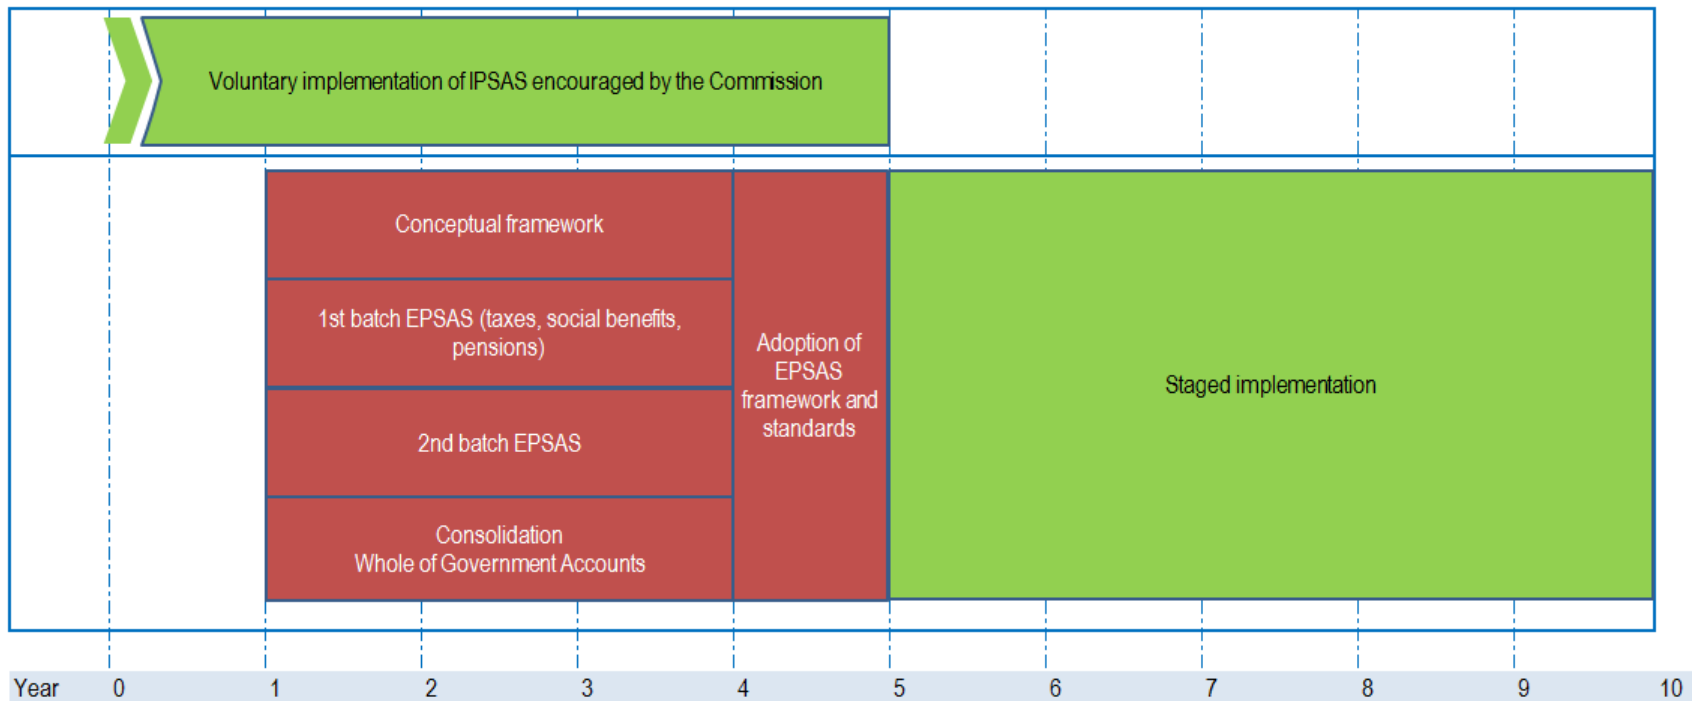 Voluntary implementation of IPSAS encouraged by the Commission
Conceptual framework
1st batch EPSAS (taxes, social benefits,
pensions)
2nd batch EPSAS
Consolidation
Whole of Government Accounts
Adoption of
EPSAS
framework and
standards
Staged implementation
Year 0 1 2 3 4 5 6 7 8 9 10